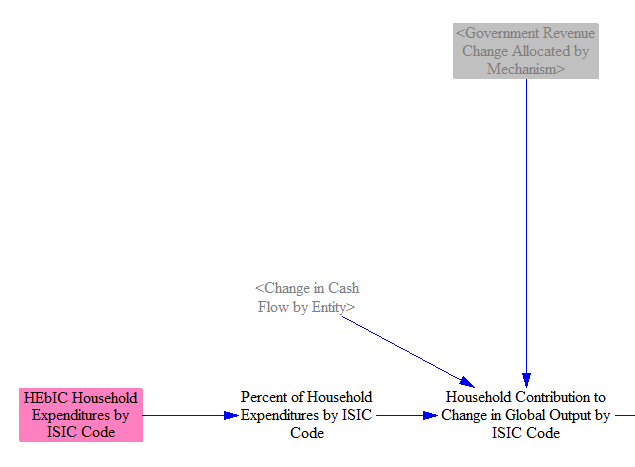 <Government Revenue
Change Allocated by
Mechanism>
<Change in Cash
Flow by Entity>
HEbIC Household
Expenditures by
ISIC Code
Percent of Household
Expenditures by ISIC
Code
Household Contribution to
Change in Global Output by
ISIC Code